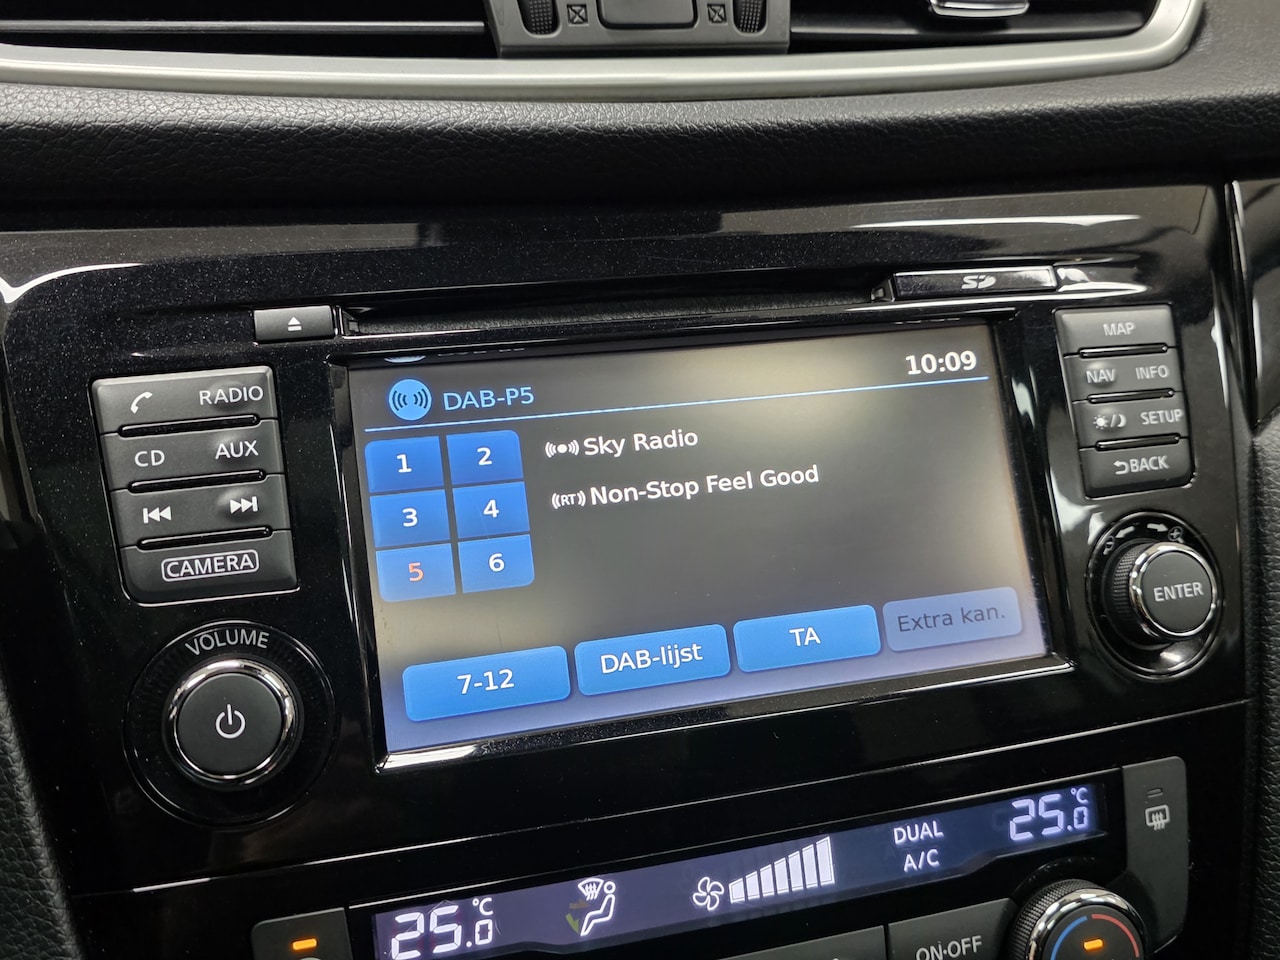 SD
RADIO
CD AUX
CAMERA
VOLUME
10:09
DAB-P5
1 2
3 4
5 6
Sky Radio
(RT) Non-Stop Feel Good
7-12 DAB-lijst TA Extra kan.
MAP
NAV INFO
SETUP
BACK
ENTER
25.0 °C
DUAL
A/C
25.0 °C
ON·OFF